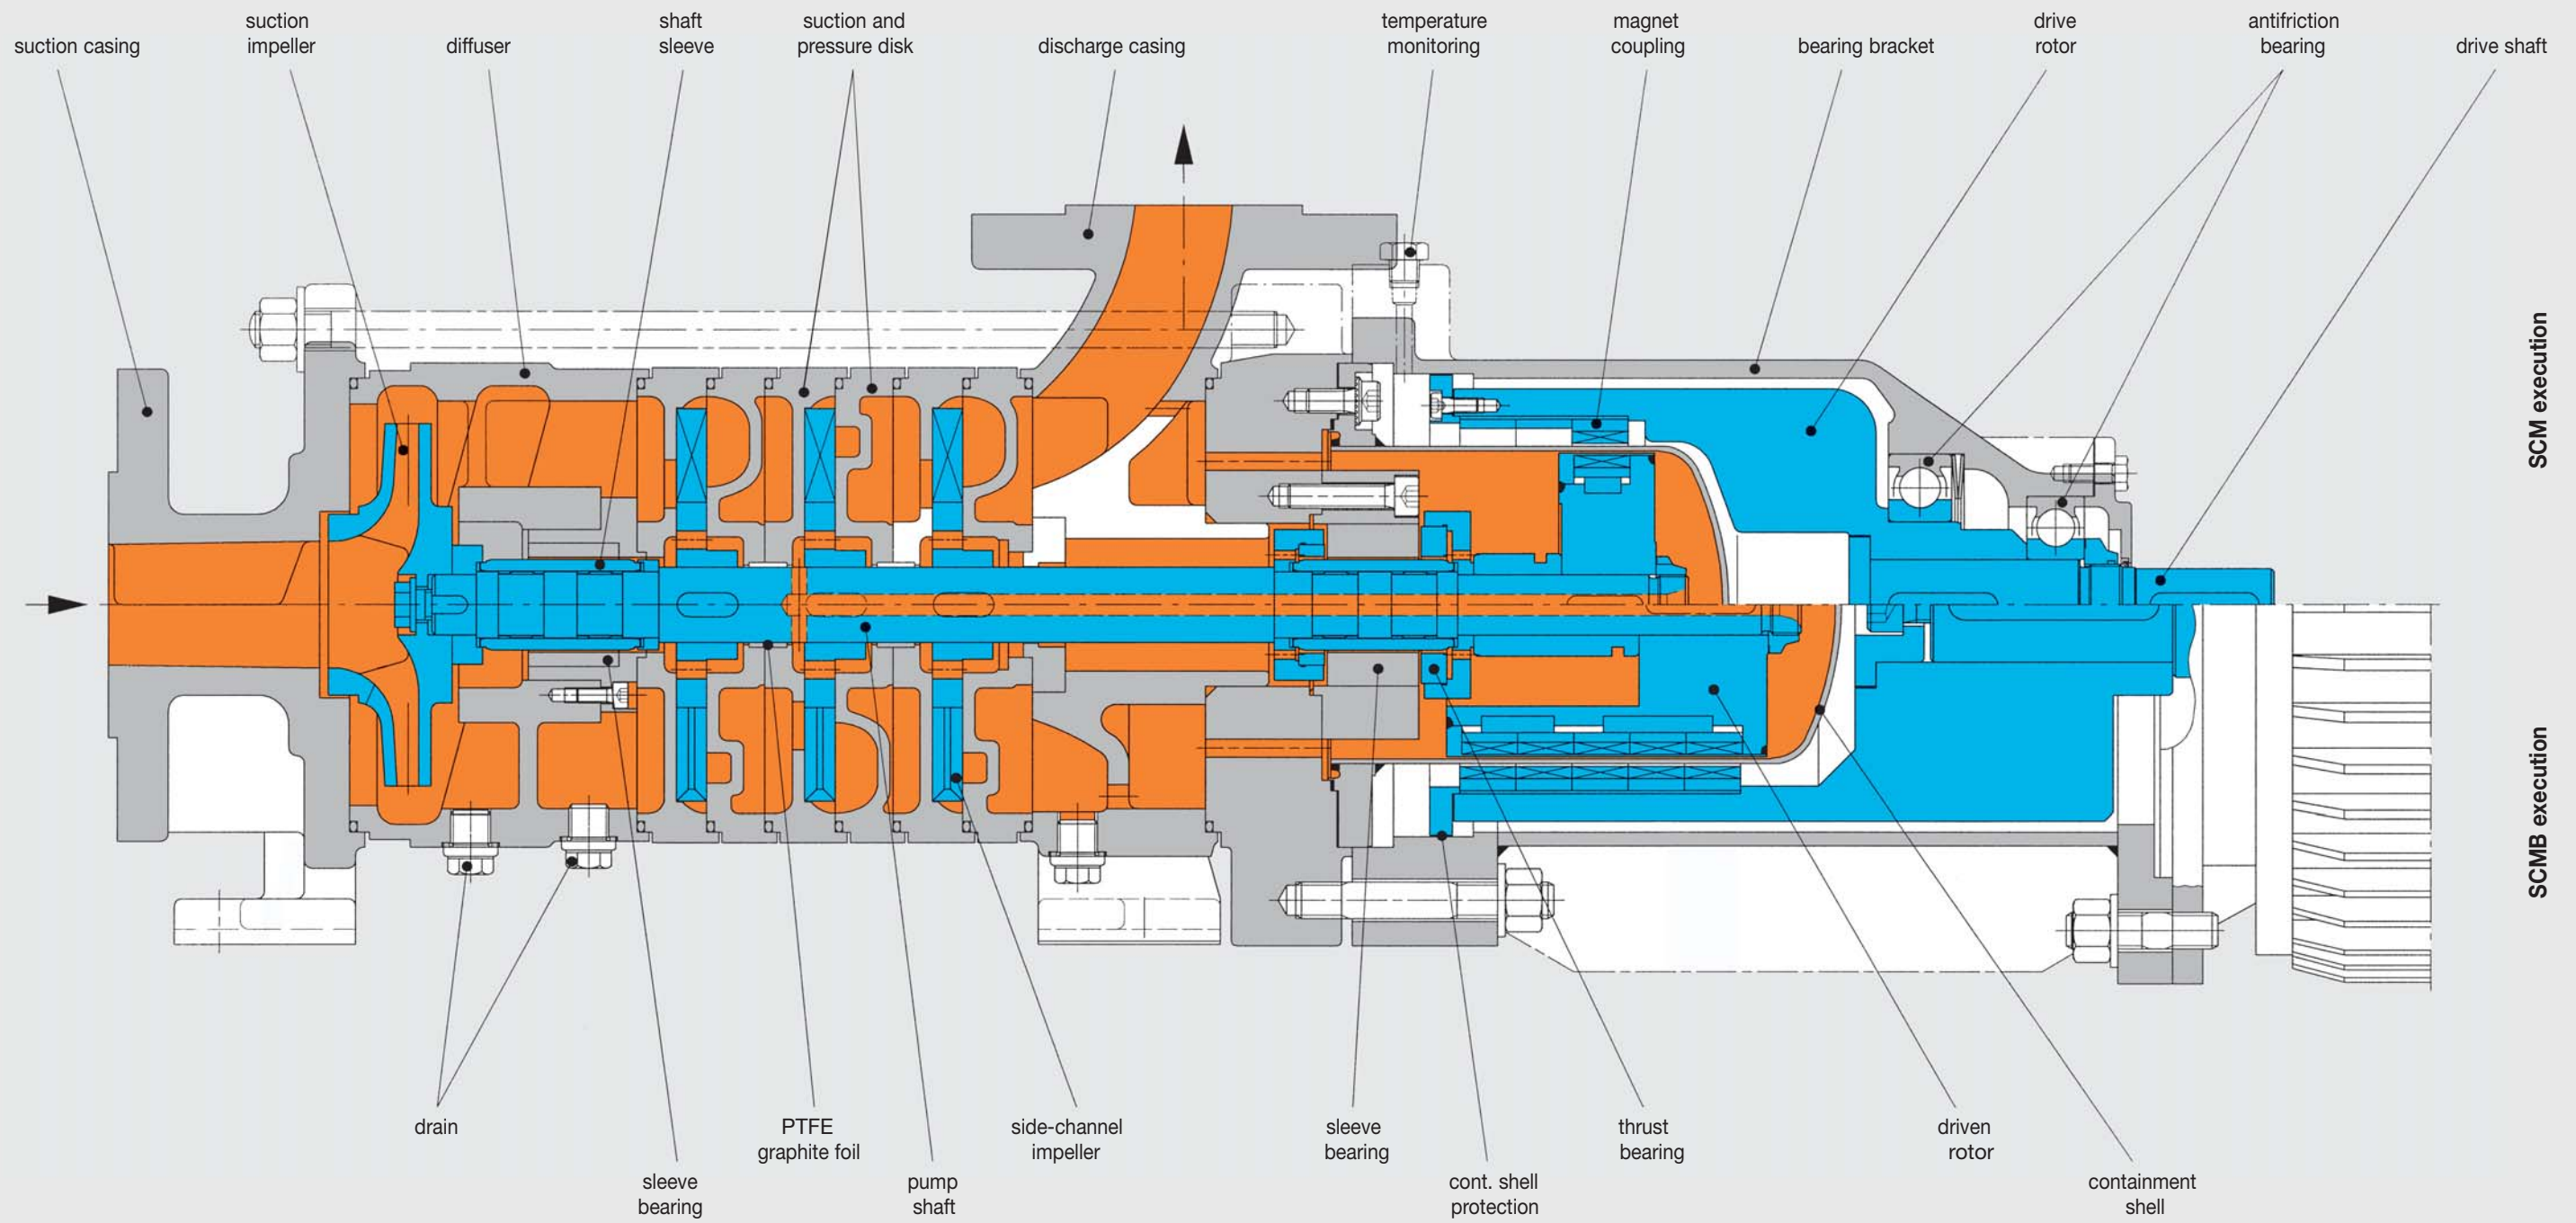 suction casing
suction
impeller
diffuser
shaft
sleeve
suction and
pressure disk
discharge casing
temperature
monitoring
magnet
coupling
bearing bracket
drive
rotor
antifriction
bearing
drive shaft
SCM execution
SCMB execution
drain
sleeve
bearing
PTFE
graphite foil
pump
shaft
side-channel
impeller
sleeve
bearing
cont. shell
protection
thrust
bearing
driven
rotor
containment
shell